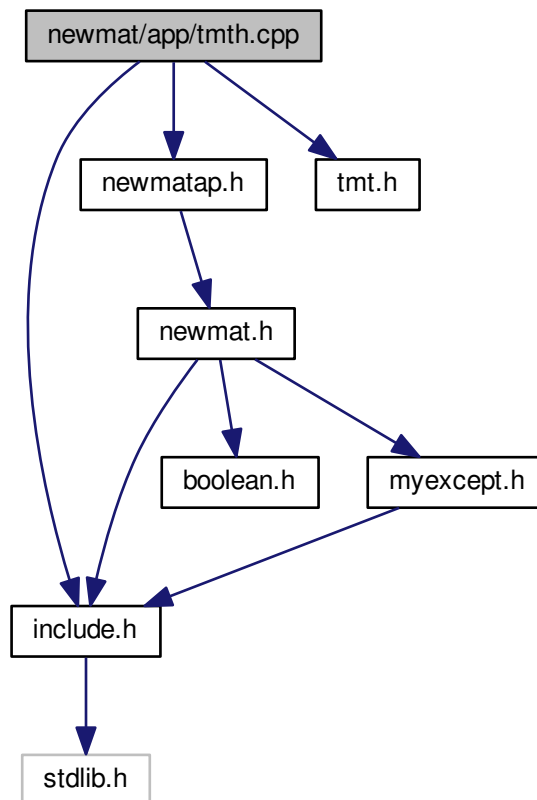 newmat/app/tmth.cpp
newmatap.h
tmt.h
newmat.h
boolean.h
myexcept.h
include.h
stdlib.h